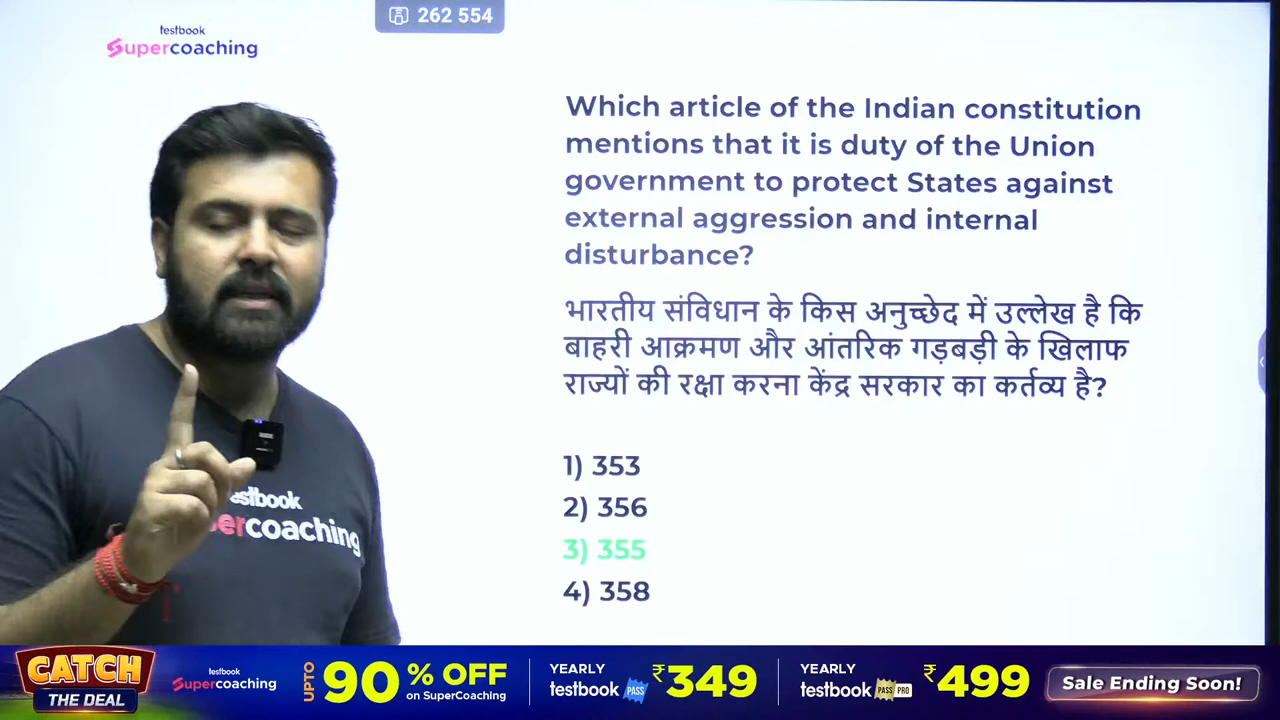 testbook
Supercoaching
262 554
Which article of the Indian constitution
mentions that it is duty of the Union
government to protect States against
external aggression and internal
disturbance?
भारतीय संविधान के किस अनुच्छेद में उल्लेख है कि
बाहरी आक्रमण और आंतरिक गड़बड़ी के खिलाफ
राज्यों की रक्षा करना केंद्र सरकार का कर्तव्य है?
1) 353
2) 356
3) 355
4) 358
estbook
ercoaching
CATCH
THE DEAL
testbook
Supercoaching
UPTO
90% OFF
on SuperCoaching
YEARLY
testbook PASS
₹349
YEARLY
testbook PASS PRO
₹499
Sale Ending Soon!